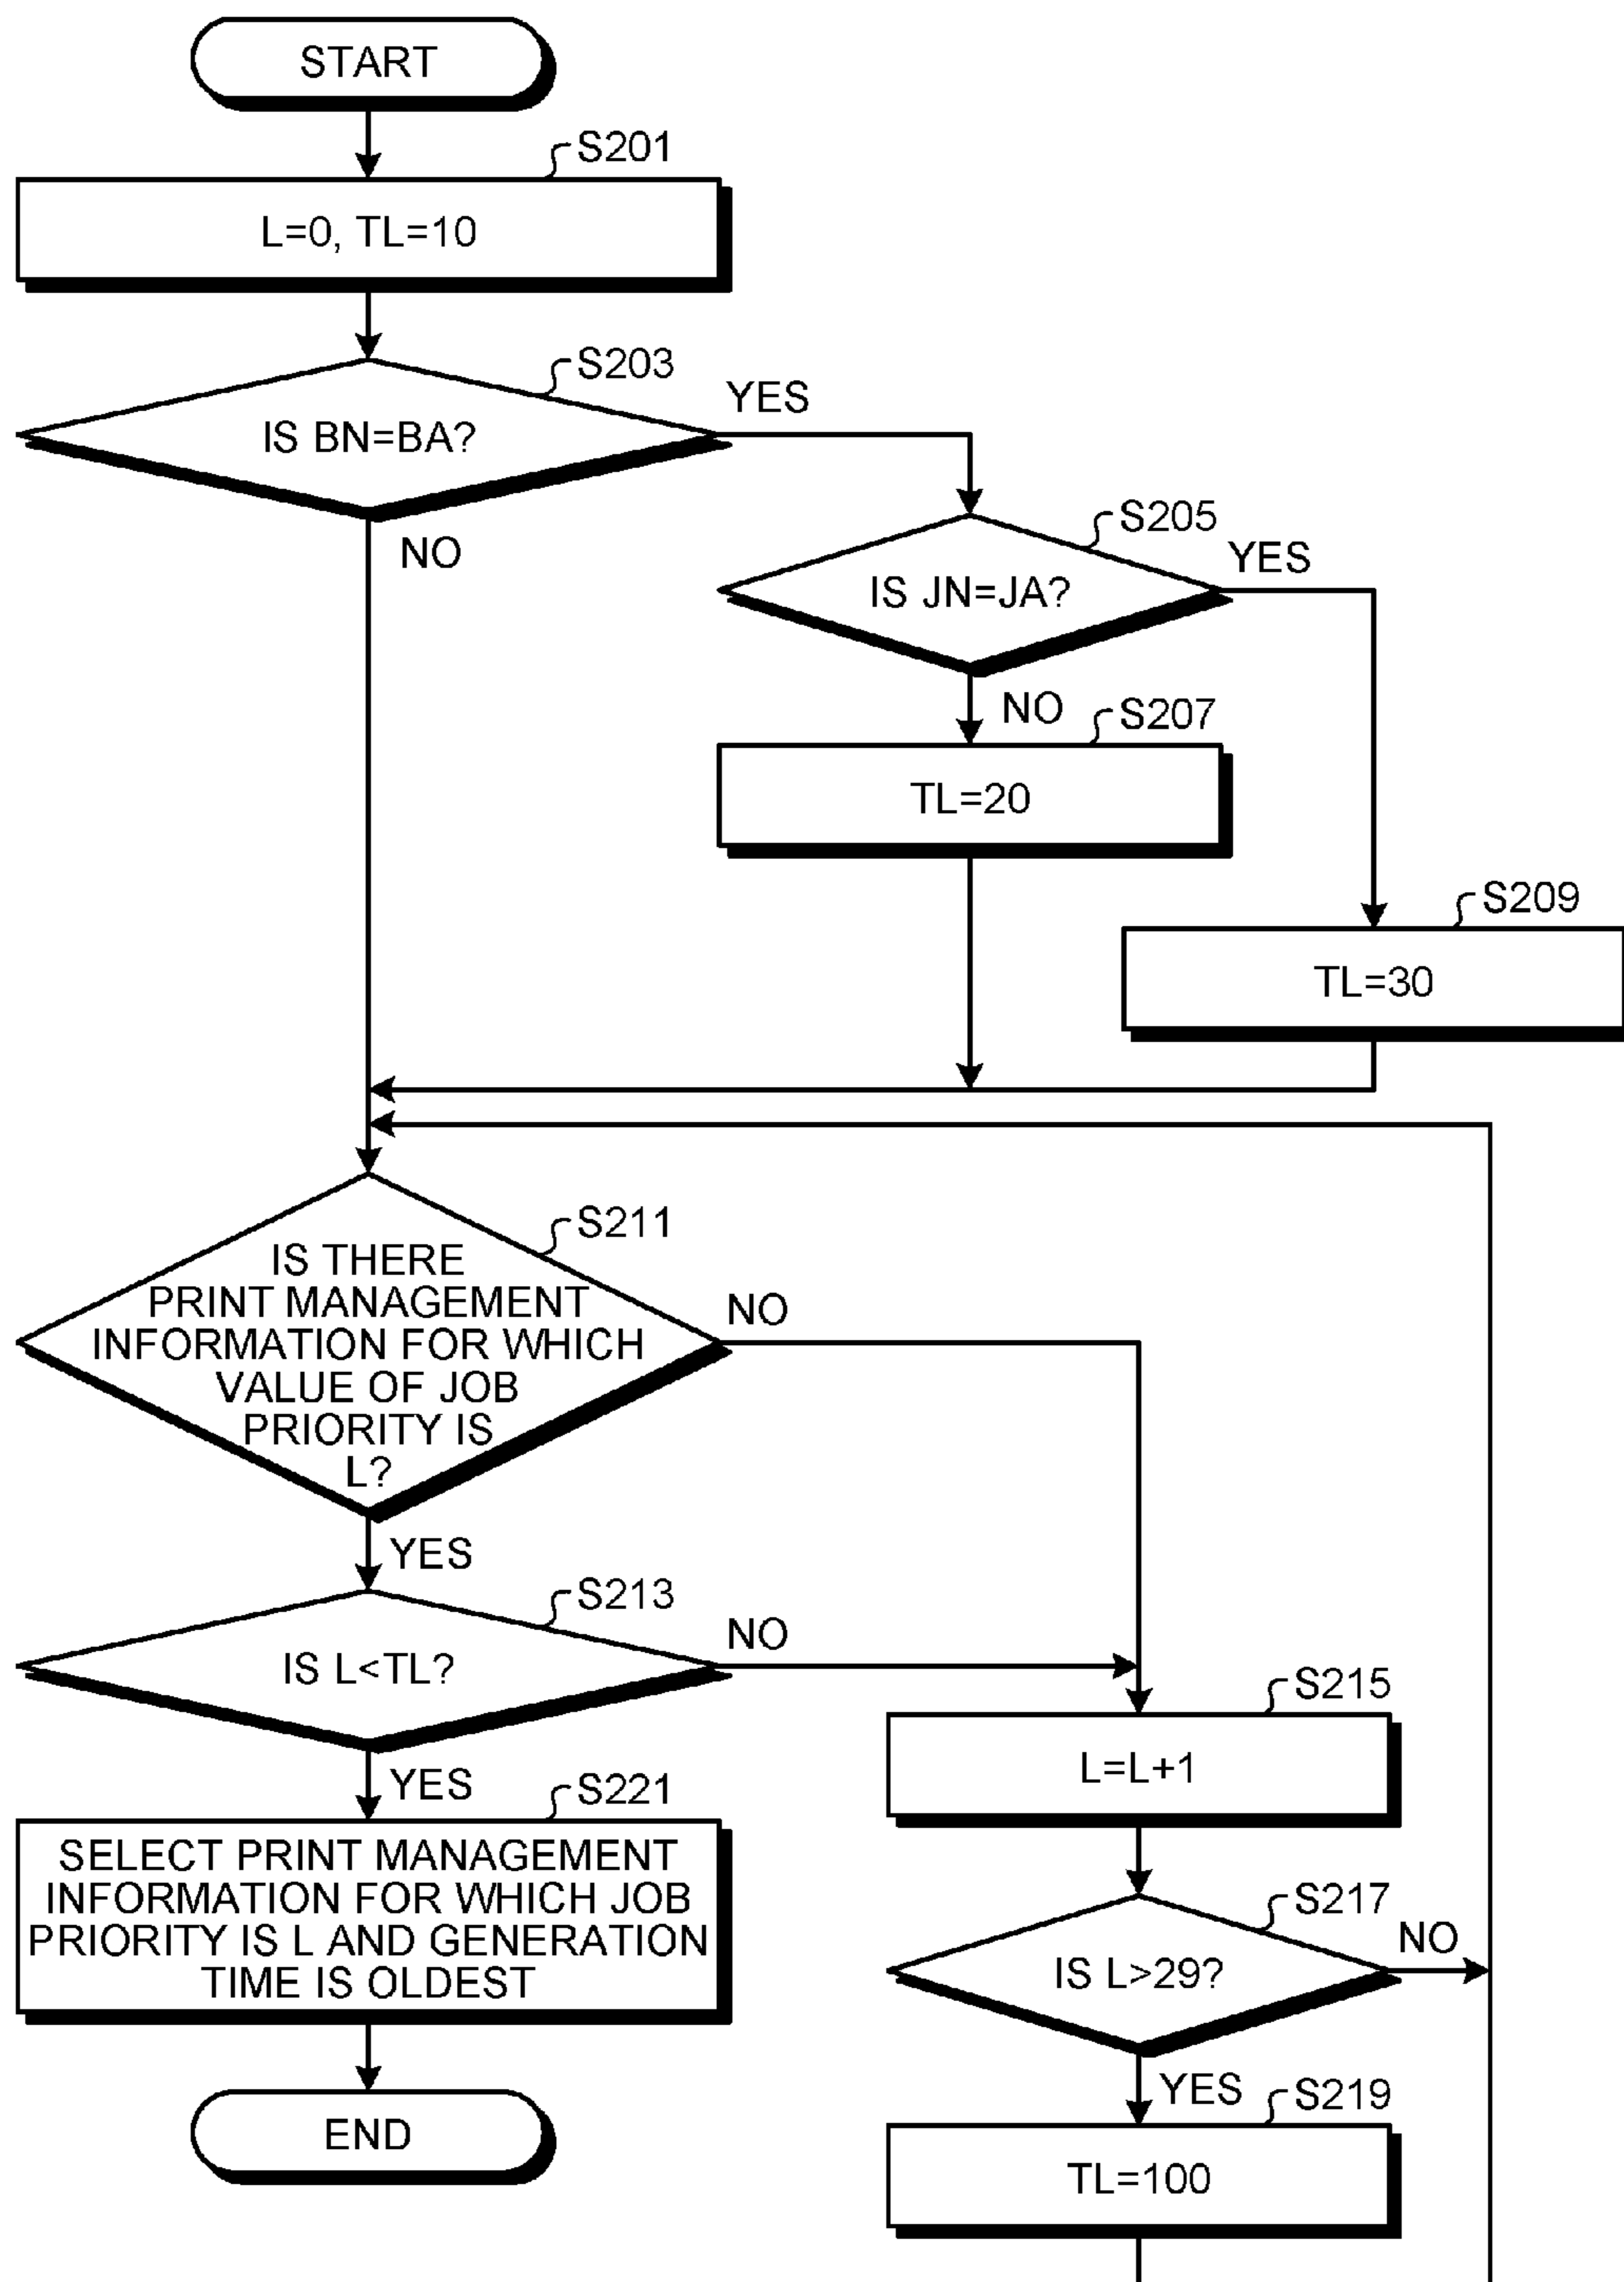 START
S201
L=0, TL=10
S203
IS BN=BA?
YES
NO
S205
IS JN=JA?
YES
NO
S207
TL=20
S209
TL=30
S211
IS THERE
PRINT MANAGEMENT
INFORMATION FOR WHICH
VALUE OF JOB
PRIORITY IS
L?
NO
YES
S213
IS L<TL?
NO
YES
S215
L=L+1
S217
IS L>29?
NO
YES
S219
TL=100
S221
SELECT PRINT MANAGEMENT
INFORMATION FOR WHICH JOB
PRIORITY IS L AND GENERATION
TIME IS OLDEST
END